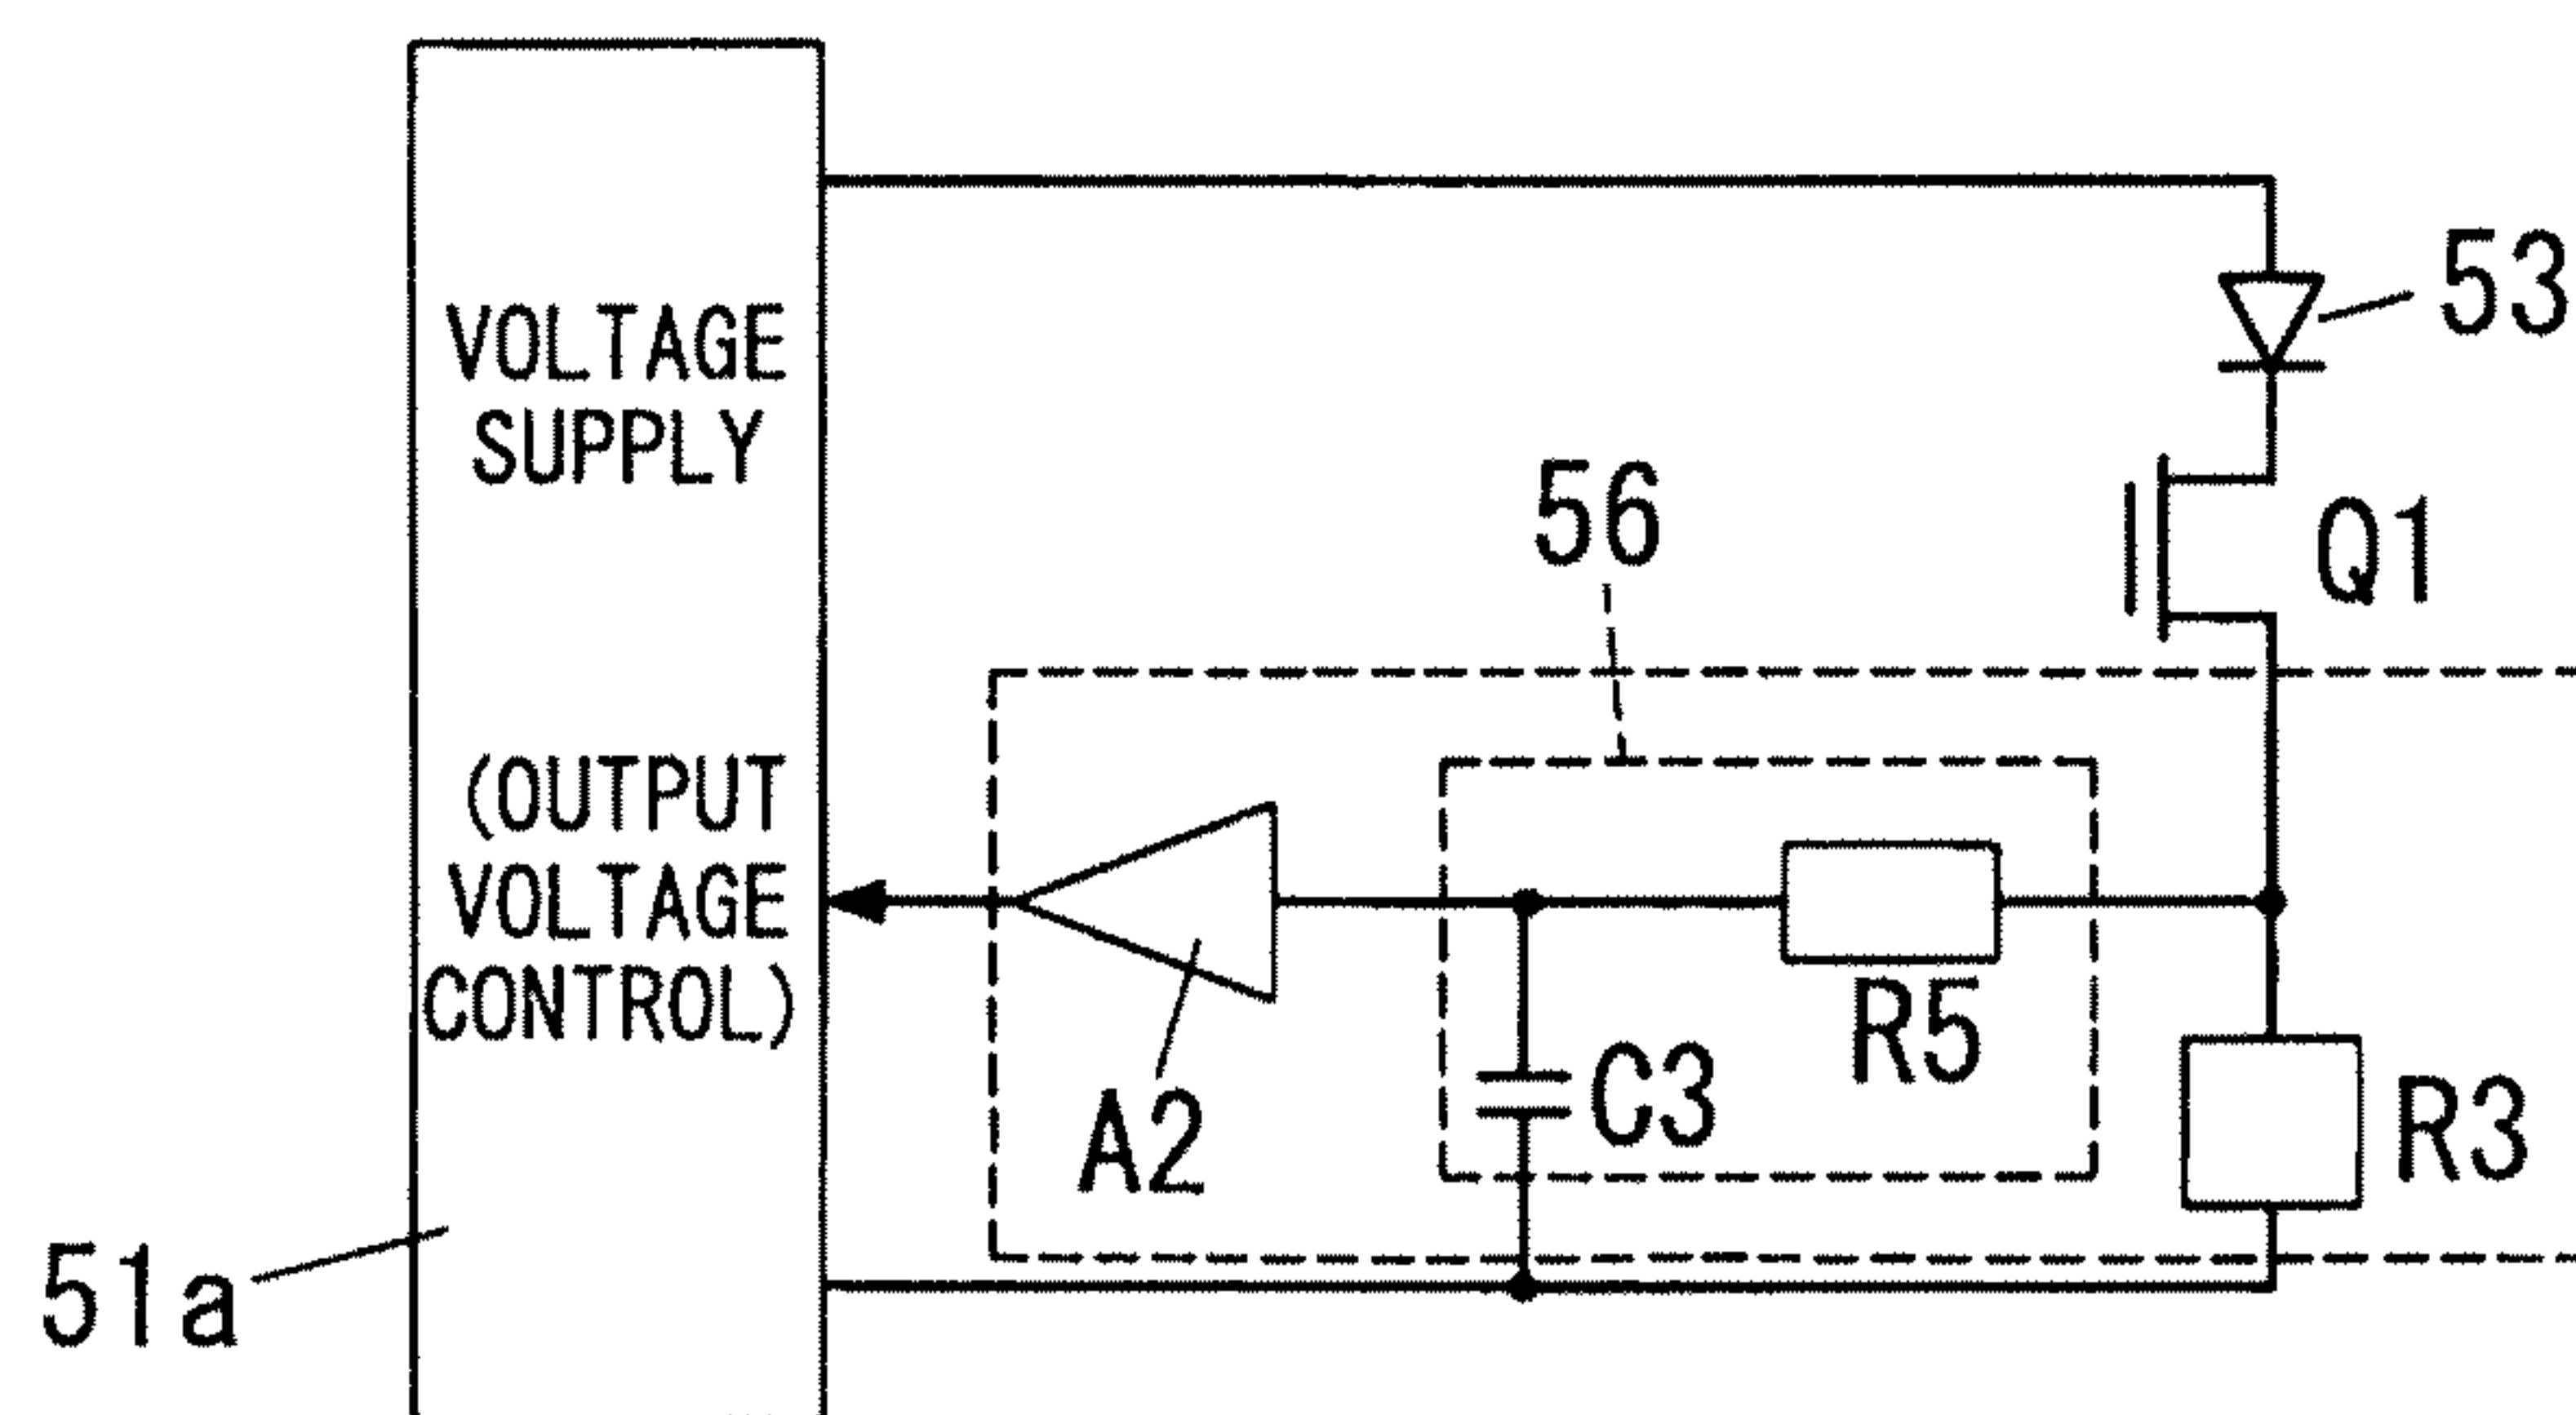 VOLTAGE
SUPPLY
(OUTPUT
VOLTAGE
CONTROL)
51a
53
Q1
56
A2
C3
R5
R3